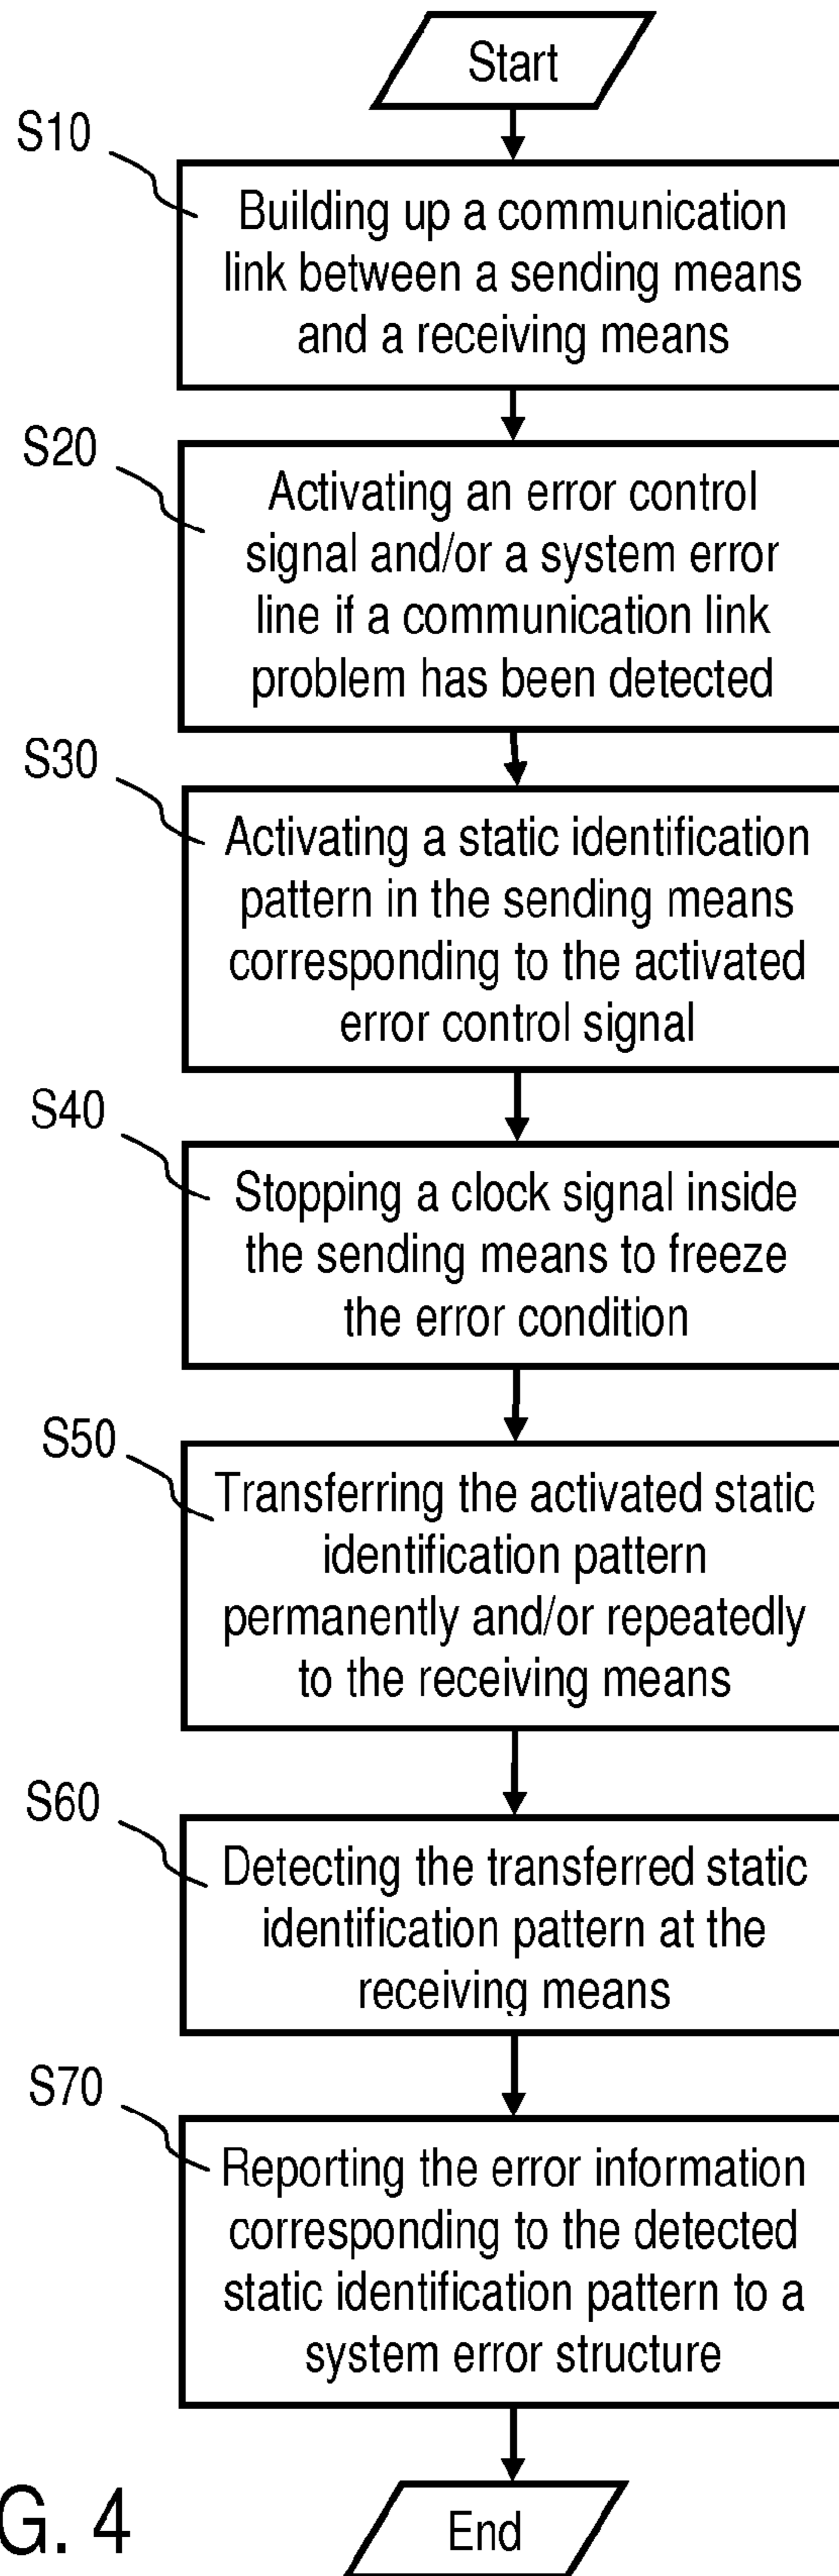 Start
S10
Building up a communication
link between a sending means
and a receiving means
S20
Activating an error control
signal and/or a system error
line if a communication link
problem has been detected
S30
Activating a static identification
pattern in the sending means
corresponding to the activated
error control signal
S40
Stopping a clock signal inside
the sending means to freeze
the error condition
S50
Transferring the activated static
identification pattern
permanently and/or repeatedly
to the receiving means
S60
Detecting the transferred static
identification pattern at the
receiving means
S70
Reporting the error information
corresponding to the detected
static identification pattern to a
system error structure
End
G. 4